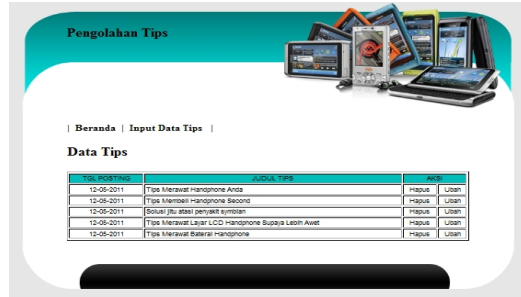 Pengolahan Tips
| Beranda | Input Data Tips |
Data Tips
TGL POSTING JUDUL TIPS AKSI
12-05-2011 Tips Merawat Handphone Anda Hapus Ubah
12-05-2011 Tips Membeli Handphone Second Hapus Ubah
12-05-2011 Solusi jitu atasi penyakit symbian Hapus Ubah
12-05-2011 Tips Merawat Layar LCD Handphone Supaya Lebih Awet Hapus Ubah
12-05-2011 Tips Merawat Baterai Handphone Hapus Ubah